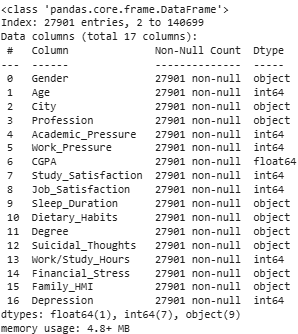 <class 'pandas.core.frame.DataFrame'>
Index: 27901 entries, 2 to 140699
Data columns (total 17 columns):
 #   Column             Non-Null Count  Dtype
---  ------             --------------  -----
 0   Gender             27901 non-null  object
 1   Age                27901 non-null  int64
 2   City               27901 non-null  object
 3   Profession         27901 non-null  object
 4   Academic_Pressure  27901 non-null  int64
 5   Work_Pressure      27901 non-null  int64
 6   CGPA               27901 non-null  float64
 7   Study_Satisfaction 27901 non-null  int64
 8   Job_Satisfaction   27901 non-null  int64
 9   Sleep_Duration     27901 non-null  object
 10  Dietary_Habits     27901 non-null  object
 11  Degree             27901 non-null  object
 12  Suicidal_Thoughts  27901 non-null  object
 13  Work/Study_Hours   27901 non-null  int64
 14  Financial_Stress   27901 non-null  object
 15  Family_HMI         27901 non-null  object
 16  Depression         27901 non-null  int64
dtypes: float64(1), int64(7), object(9)
memory usage: 4.8+ MB